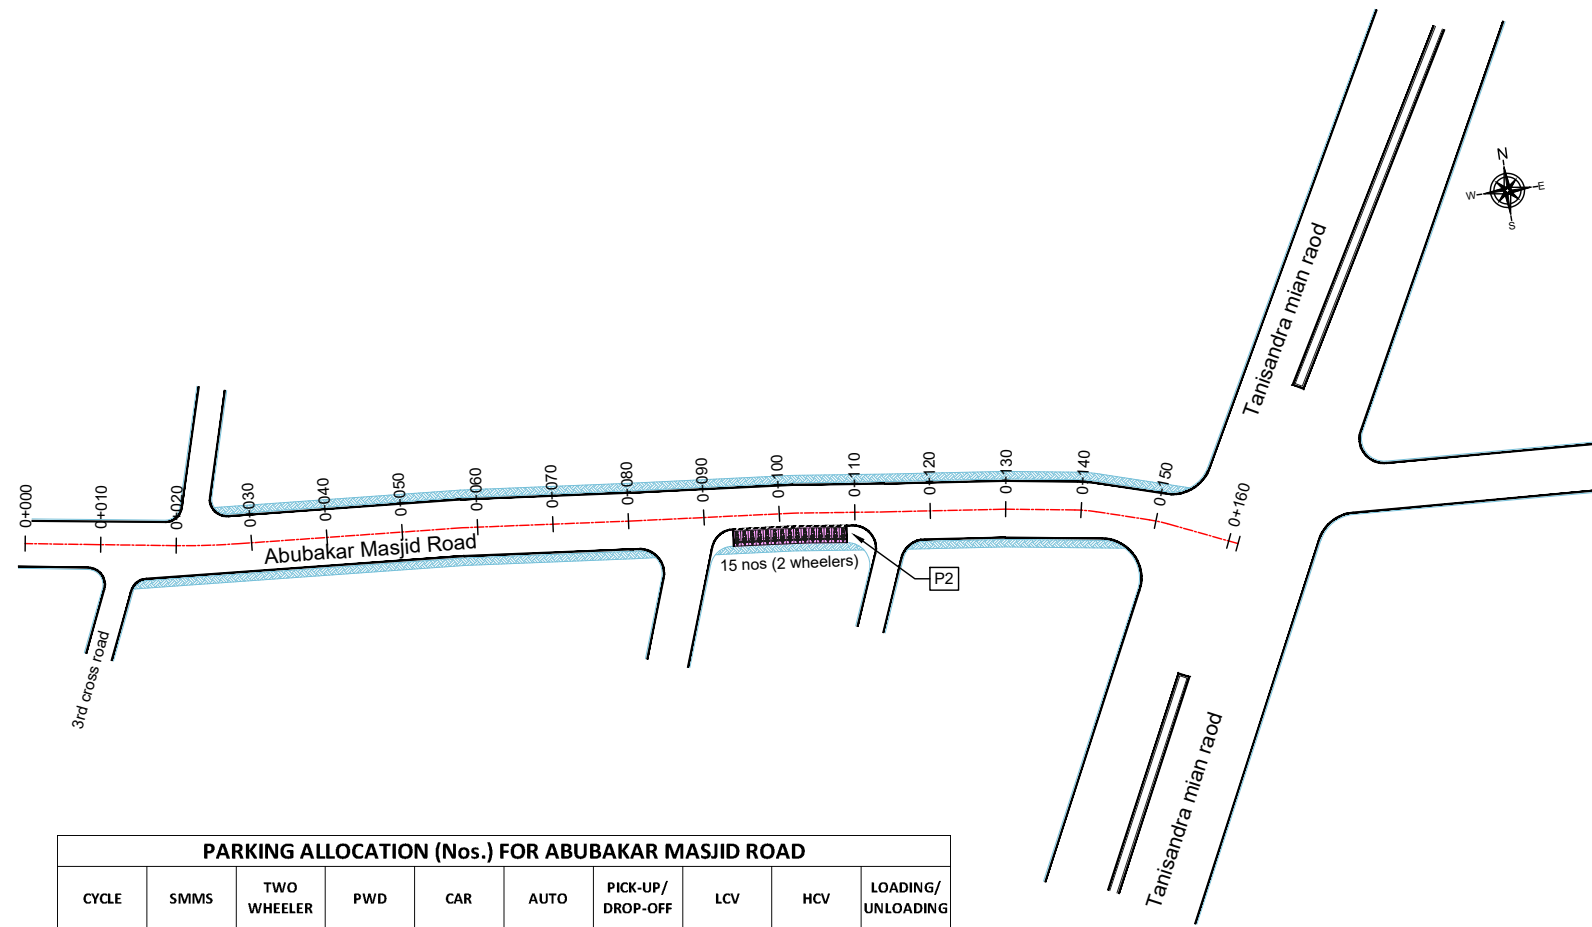 N
W
E
S
Tanisandra mian raod
0+000
0+010
0+020
0+030
0+040
0+050
0+060
0+070
0+080
0+090
0+100
0+110
0+120
0+130
0+140
0+150
0+160
Abubakar Masjid Road
15 nos (2 wheelers)
P2
3rd cross road
Tanisandra mian raod
PARKING ALLOCATION (Nos.) FOR ABUBAKAR MASJID ROAD
CYCLE
SMMS
TWO
WHEELER
PWD
CAR
AUTO
PICK-UP/
DROP-OFF
LCV
HCV
LOADING/
UNLOADING